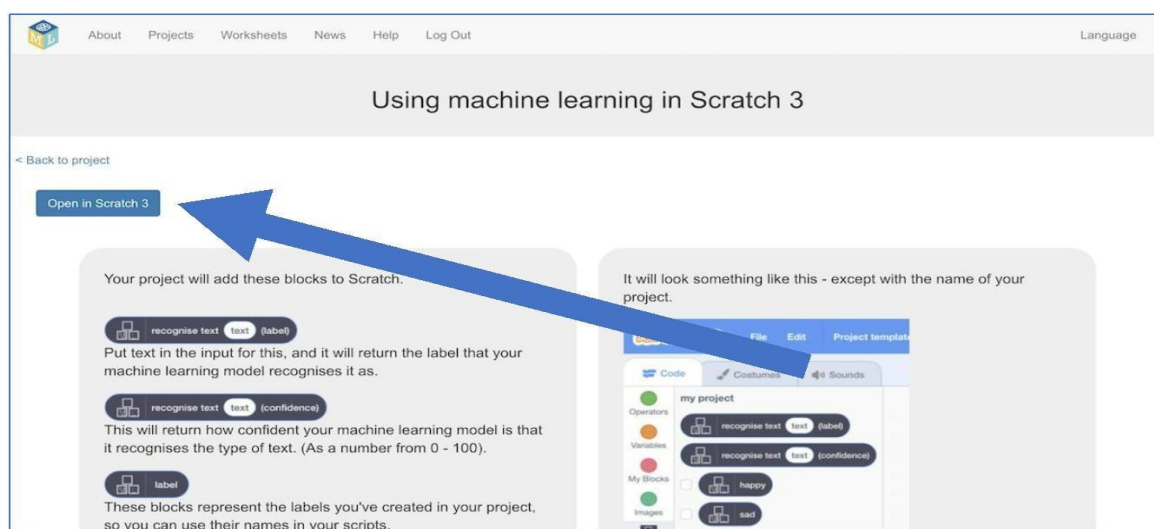 About Projects Worksheets News Help Log Out Language
Using machine learning in Scratch 3
< Back to project
Open in Scratch 3
Your project will add these blocks to Scratch.
recognise text text (label)
Put text in the input for this, and it will return the label that your
machine learning model recognises it as.
recognise text text (confidence)
This will return how confident your machine learning model is that
it recognises the type of text. (As a number from 0 - 100).
label
These blocks represent the labels you've created in your project,
so you can use their names in your scripts.
It will look something like this - except with the name of your
project.
File Edit Project templat
Code Costumes Sounds
my project
Operators
Variables
My Blocks
Images
recognise text text (label)
recognise text text (confidence)
happy
sad